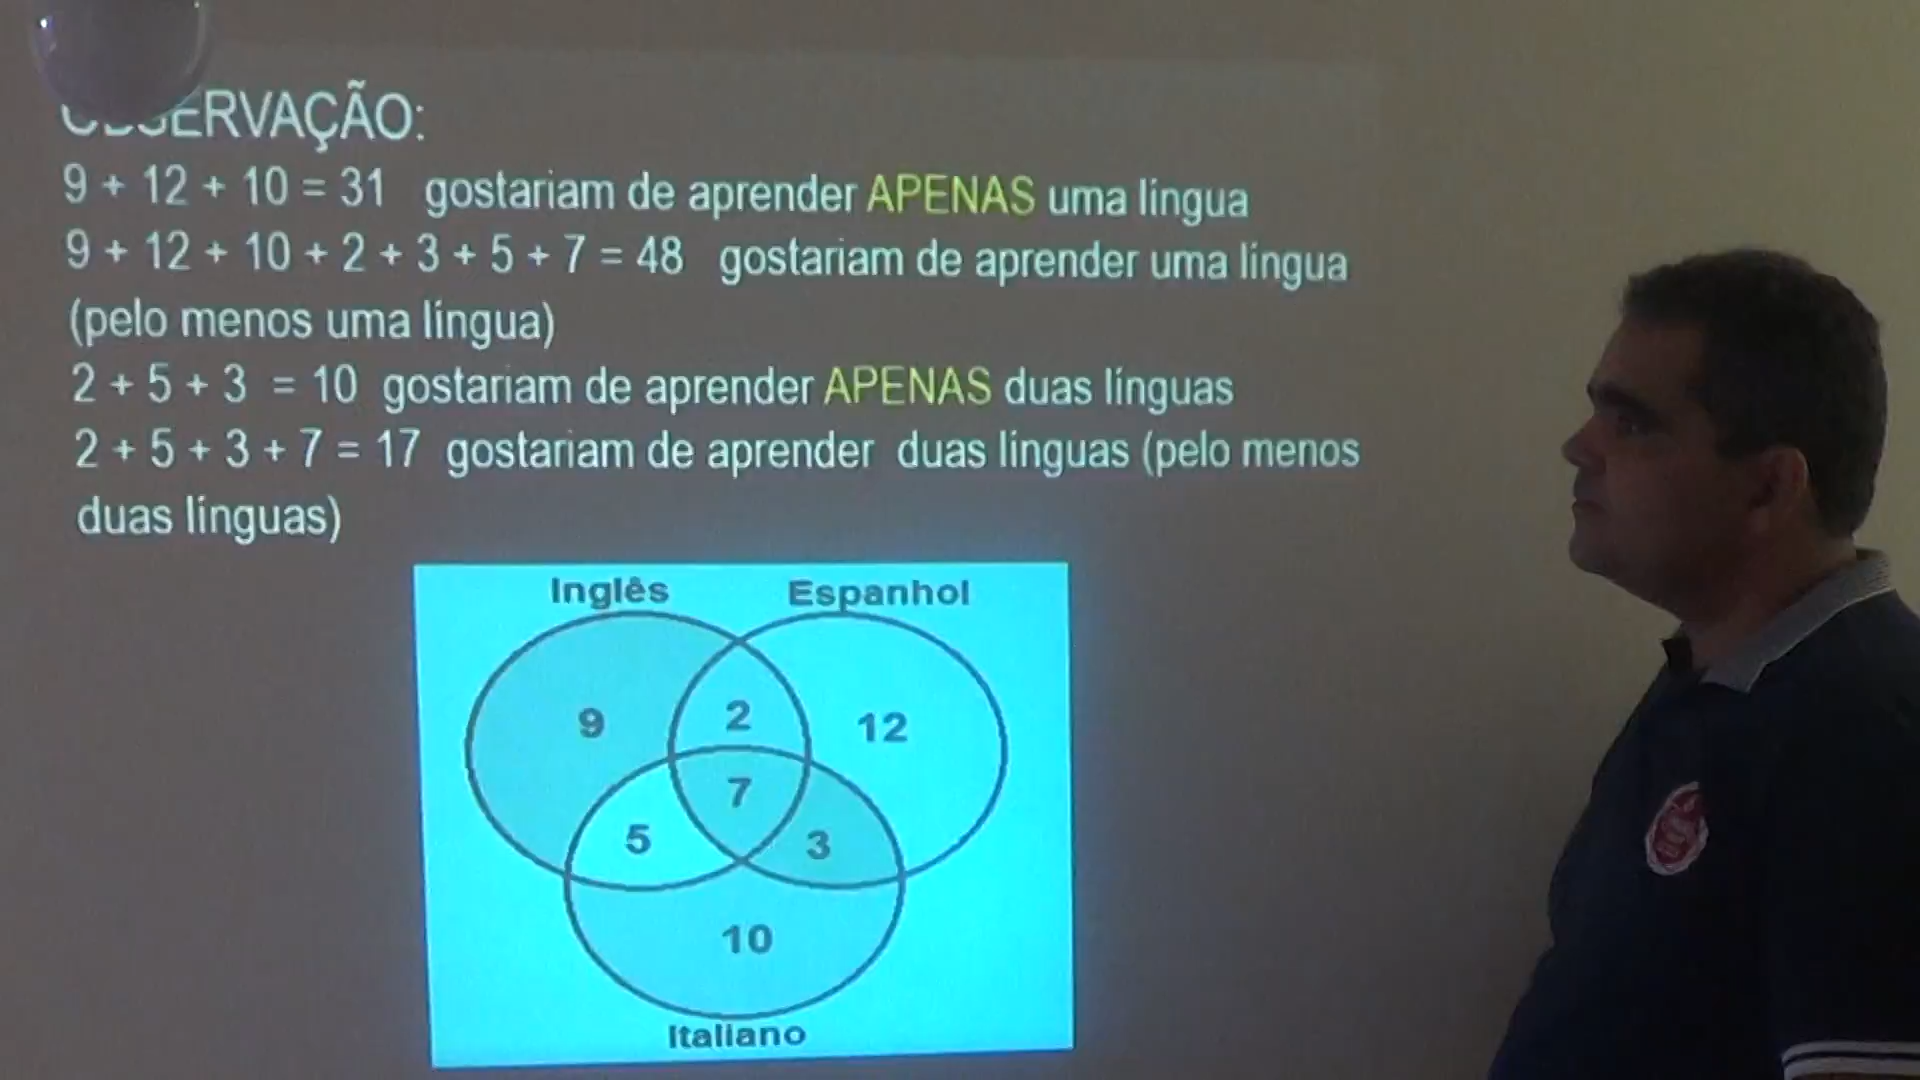 OBSERVAÇÃO:
9 + 12 + 10 = 31 gostariam de aprender APENAS uma língua
9 + 12 + 10 + 2 + 3 + 5 + 7 = 48 gostariam de aprender uma língua
(pelo menos uma língua)
2 + 5 + 3 = 10 gostariam de aprender APENAS duas línguas
2 + 5 + 3 + 7 = 17 gostariam de aprender duas línguas (pelo menos
duas línguas)
Inglês Espanhol
9 2 12
7
5 3
10
Italiano